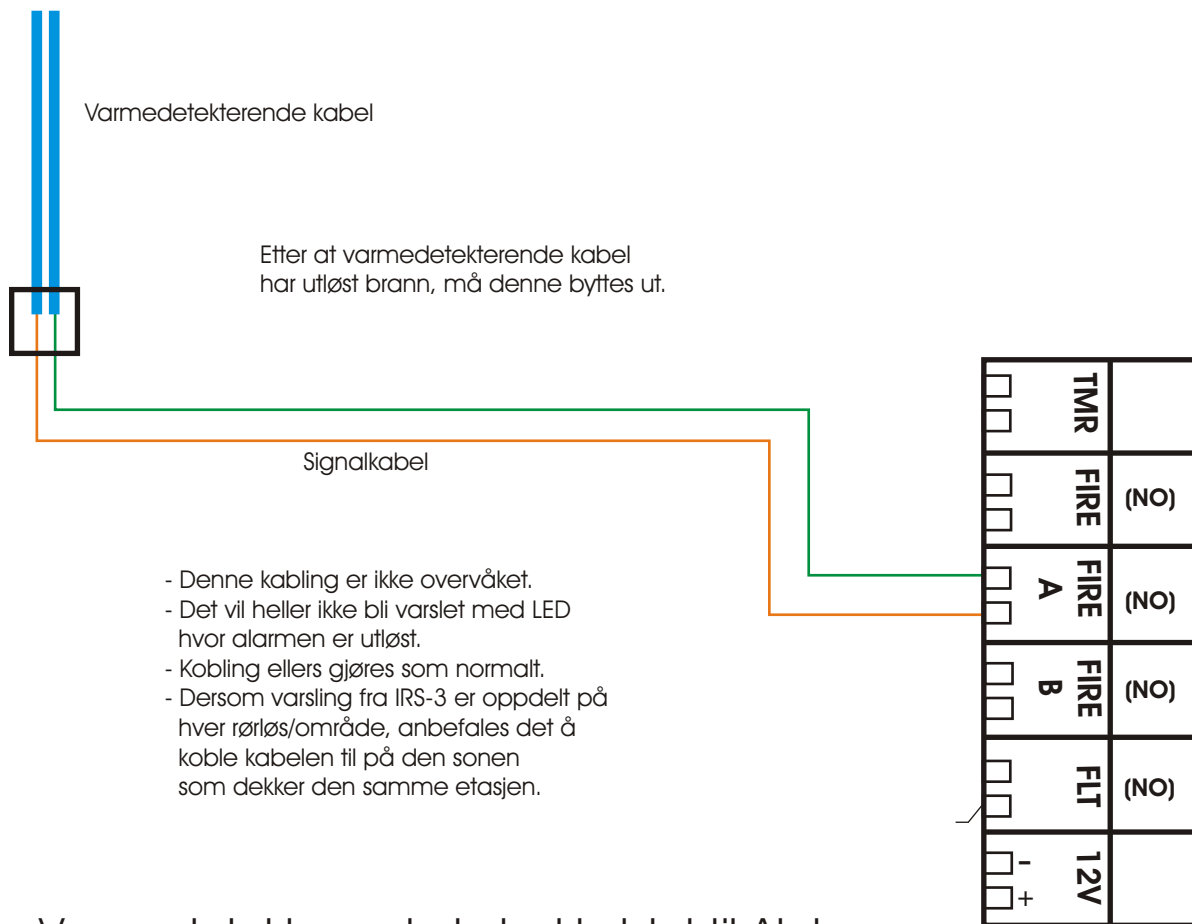 Varmedetekterende kabel
Etter at varmedetekterende kabel
har utløst brann, må denne byttes ut.
Signalkabel
- Denne kabling er ikke overvåket.
- Det vil heller ikke bli varslet med LED
hvor alarmen er utløst.
- Kobling ellers gjøres som normalt.
- Dersom varsling fra IRS-3 er oppdelt på
hver rørløs/område, anbefales det å
koble kabelen til på den sonen
som dekker den samme etasjen.
TMR
FIRE (NO)
FIRE A (NO)
FIRE B (NO)
FLT (NO)
12V - +